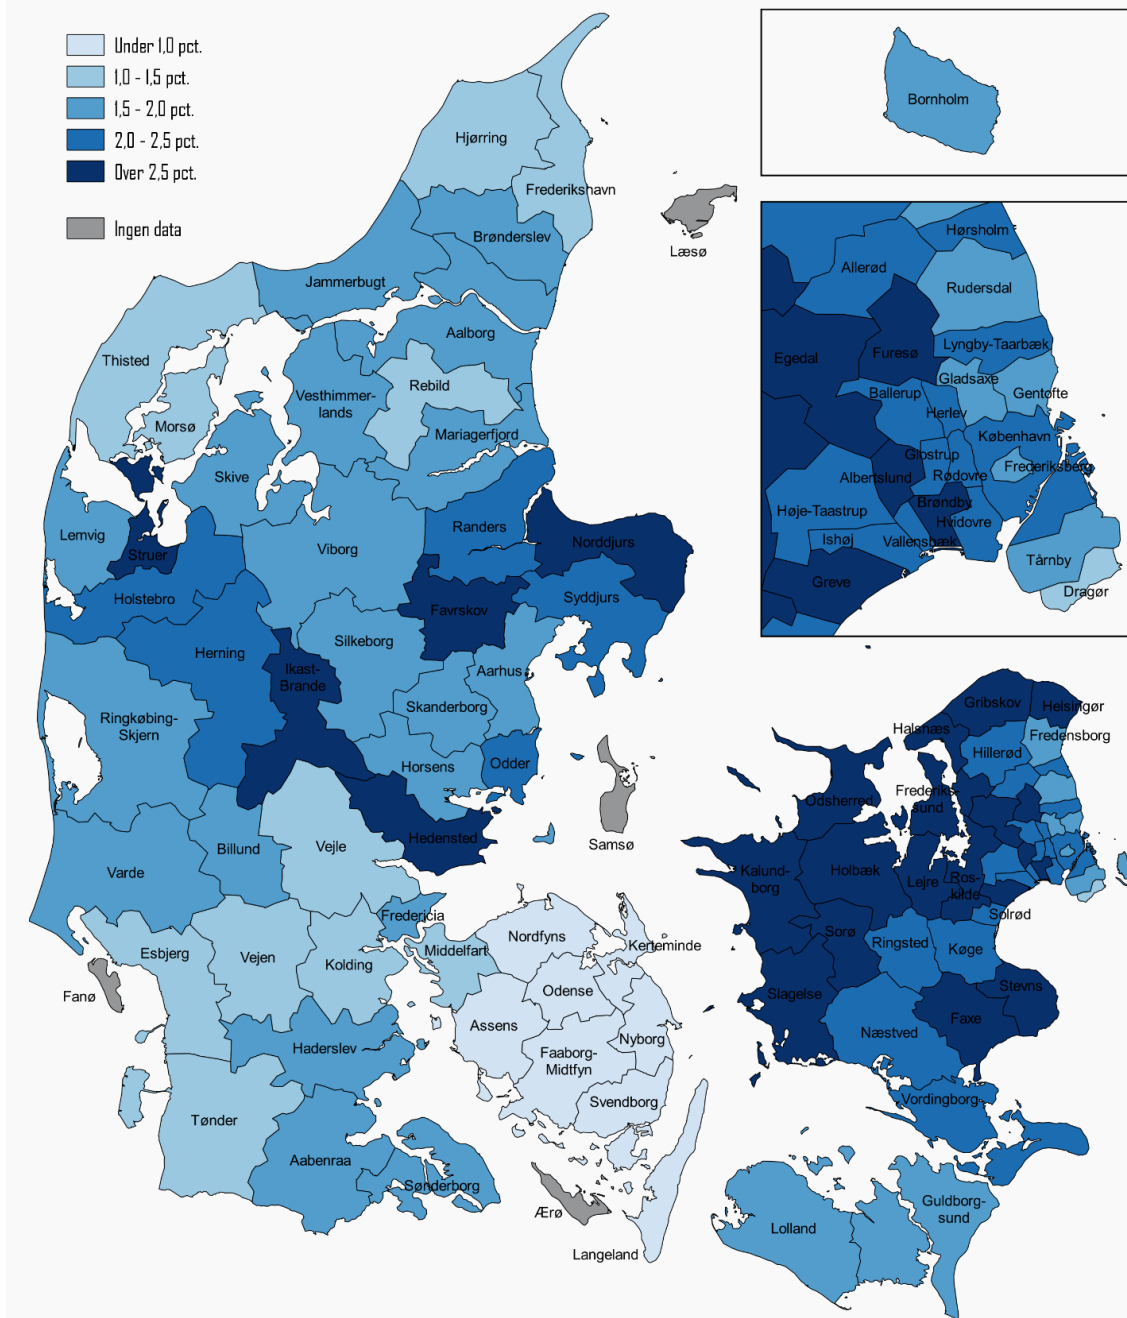 Under 1,0 pct.
1,0 - 1,5 pct.
1,5 - 2,0 pct.
2,0 - 2,5 pct.
Over 2,5 pct.
Ingen data
Bornholm
Hjørring
Frederikshavn
Brønderslev
Læsø
Jammerbugt
Aalborg
Thisted
Rebild
Vesthimmer-
lands
Morsø
Mariagerfjord
Skive
Randers
Lemvig
Viborg
Norddjurs
Struer
Holstebro
Favrskov
Syddjurs
Silkeborg
Herning
Ikast-
Brande
Aarhus
Skanderborg
Ringkøbing-
Skjern
Horsens
Odder
Hedensted
Samsø
Billund
Vejle
Varde
Fredericia
Esbjerg
Vejen
Kolding
Middelfart
Nordfyns
Kerteminde
Fanø
Odense
Assens
Nyborg
Haderslev
Faaborg-
Midtfyn
Svendborg
Tønder
Aabenraa
Sønderborg
Ærø
Langeland
Hørsholm
Allerød
Rudersdal
Egedal
Furesø
Lyngby-Taarbæk
Gladsaxe
Gentofte
Ballerup
Herlev
København
Glostrup
Frederiksberg
Albertslund
Rødovre
Brøndby
Høje-Taastrup
Hvidovre
Ishøj
Vallensbæk
Tårnby
Greve
Dragør
Gribskov
Helsingør
Halsnæs
Fredensborg
Hillerød
Odsherred
Frederiks-
sund
Kalund-
borg
Holbæk
Lejre
Ros-
kilde
Solrød
Sorø
Ringsted
Køge
Slagelse
Stevns
Faxe
Næstved
Vordingborg
Guldborg-
sund
Lolland